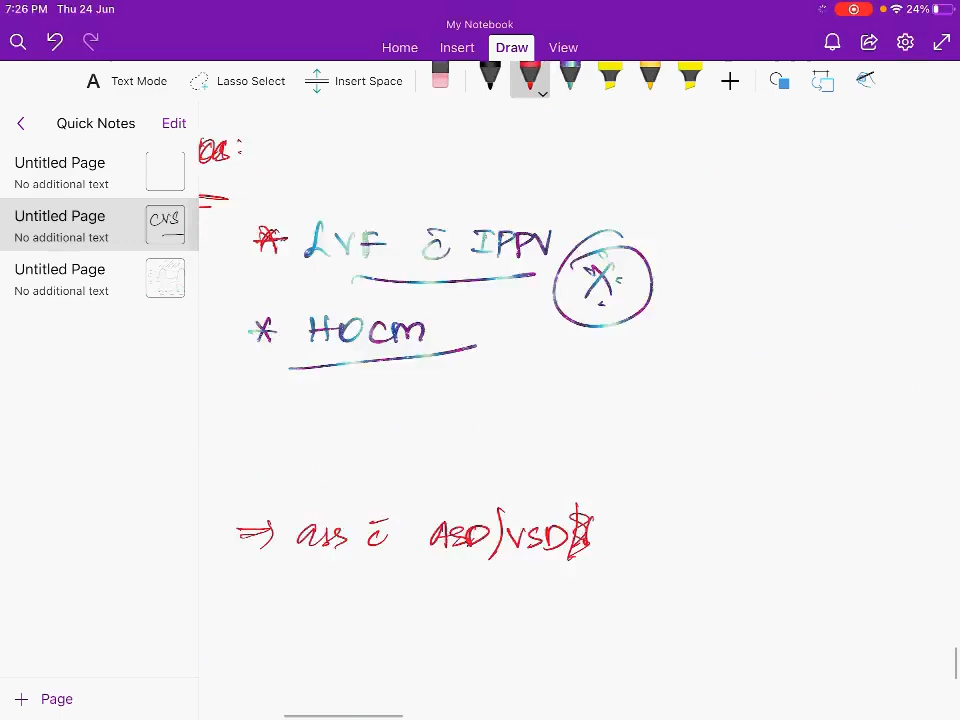 7:26 PM Thu 24 Jun
24%
My Notebook
Home Insert Draw View
Text Mode Lasso Select Insert Space
Quick Notes Edit
Untitled Page
No additional text
Untitled Page
No additional text
CNS
Untitled Page
No additional text
* LVF c̄ IPPV
X
* HOCM
⇒ ass c̄ ASD/VSD
+ Page